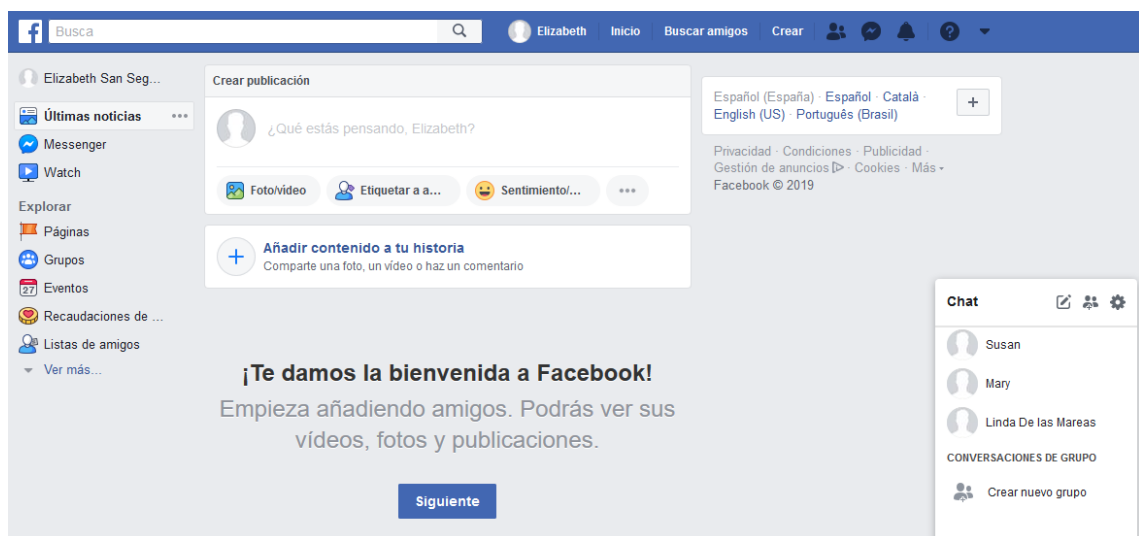 f Busca
Elizabeth Inicio Buscar amigos Crear
Elizabeth San Seg...
Últimas noticias
Messenger
Watch
Explorar
Páginas
Grupos
27 Eventos
Recaudaciones de ...
Listas de amigos
Ver más...
Crear publicación
¿Qué estás pensando, Elizabeth?
Foto/vídeo Etiquetar a a... Sentimiento/...
Añadir contenido a tu historia
Comparte una foto, un vídeo o haz un comentario
¡Te damos la bienvenida a Facebook!
Empieza añadiendo amigos. Podrás ver sus
vídeos, fotos y publicaciones.
Siguiente
Español (España) · Español · Català ·
English (US) · Português (Brasil)
Privacidad · Condiciones · Publicidad ·
Gestión de anuncios · Cookies · Más
Facebook © 2019
Chat
Susan
Mary
Linda De las Mareas
CONVERSACIONES DE GRUPO
Crear nuevo grupo